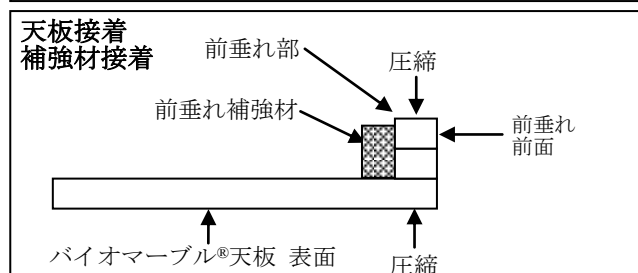 天板接着
補強材接着
前垂れ部
圧締
前垂れ補強材
前垂れ
前面
バイオマーブル®天板 表面
圧締